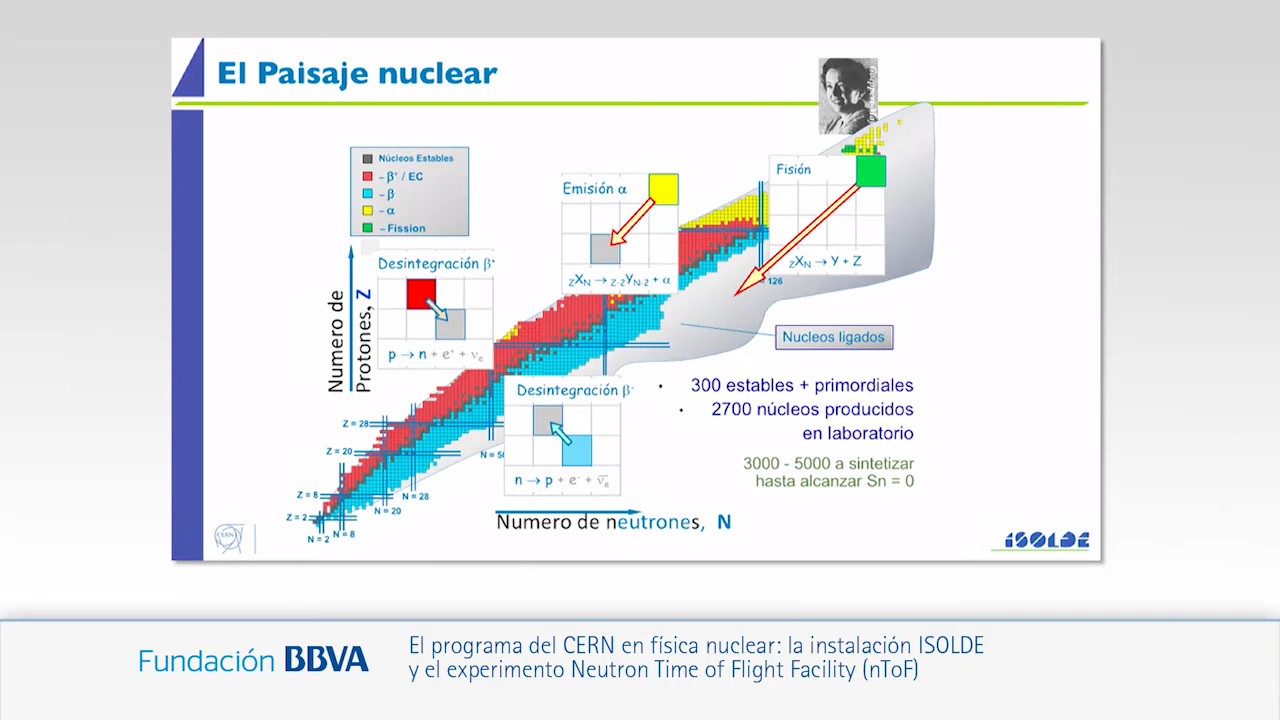 El Paisaje nuclear
Núcleos Estables
– β⁺ / EC
– β
– α
– Fission
Emisión α
ZXN → Z-2YN-2 + α
Fisión
ZXN → Y + Z
Desintegración β⁺
p → n + e⁺ + νe
Numero de
Protones, Z
= 126
Nucleos ligados
Desintegración β⁻
n → p + e⁻ + ν̅e
• 300 estables + primordiales
• 2700 núcleos producidos
en laboratorio
3000 - 5000 a sintetizar
hasta alcanzar Sn = 0
Z = 28
Z = 20
N = 50
Z = 8
N = 28
N = 20
Z = 2
N = 2
N = 8
Numero de neutrones, N
CERN
ISOLDE
Fundación BBVA
El programa del CERN en física nuclear: la instalación ISOLDE
y el experimento Neutron Time of Flight Facility (nToF)